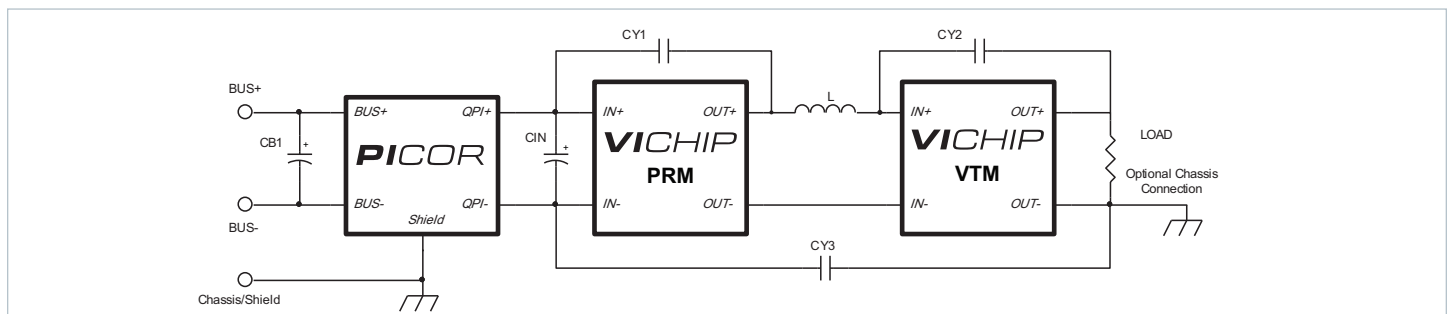 CY1
CY2
BUS+
BUS+
QPI+
IN+
OUT+
L
IN+
OUT+
CB1
+
PICOR
CIN
+
VICHIP
PRM
VICHIP
VTM
LOAD
Optional Chassis
Connection
BUS-
QPI-
IN-
OUT-
IN-
OUT-
Shield
BUS-
CY3
Chassis/Shield